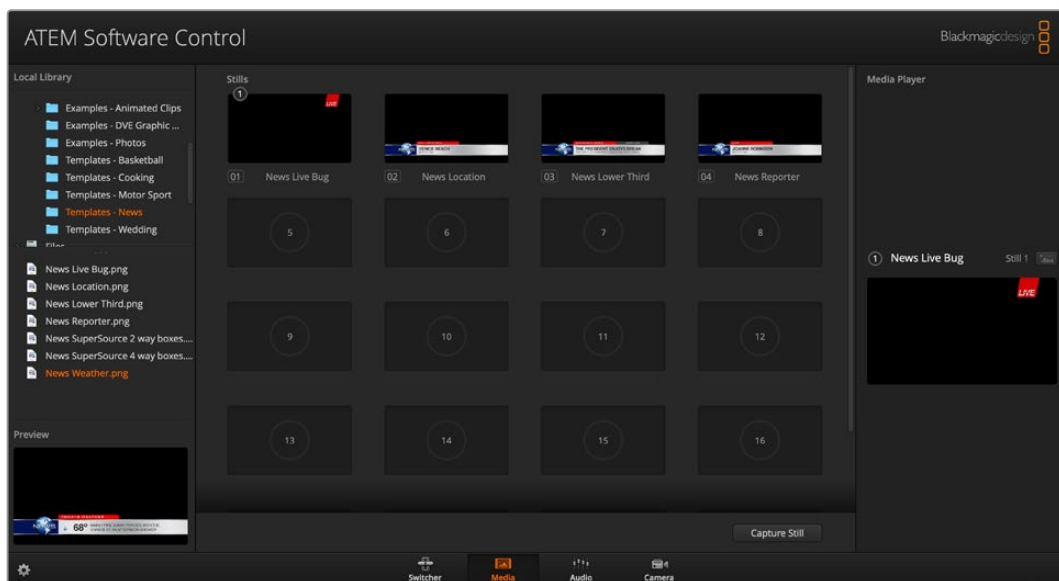 ATEM Software Control
Blackmagicdesign
Local Library
Examples - Animated Clips
Examples - DVE Graphic ...
Examples - Photos
Templates - Basketball
Templates - Cooking
Templates - Motor Sport
Templates - News
Templates - Wedding
Files
News Live Bug.png
News Location.png
News Lower Third.png
News Reporter.png
News SuperSource 2 way boxes....
News SuperSource 4 way boxes....
News Weather.png
Preview
68°
Stills
1
LIVE
VENICE BEACH
JOANNE ROBINSON
01 News Live Bug
02 News Location
03 News Lower Third
04 News Reporter
5
6
7
8
9
10
11
12
13
14
15
16
Capture Still
Media Player
1 News Live Bug Still 1
LIVE
Switcher
Media
Audio
Camera